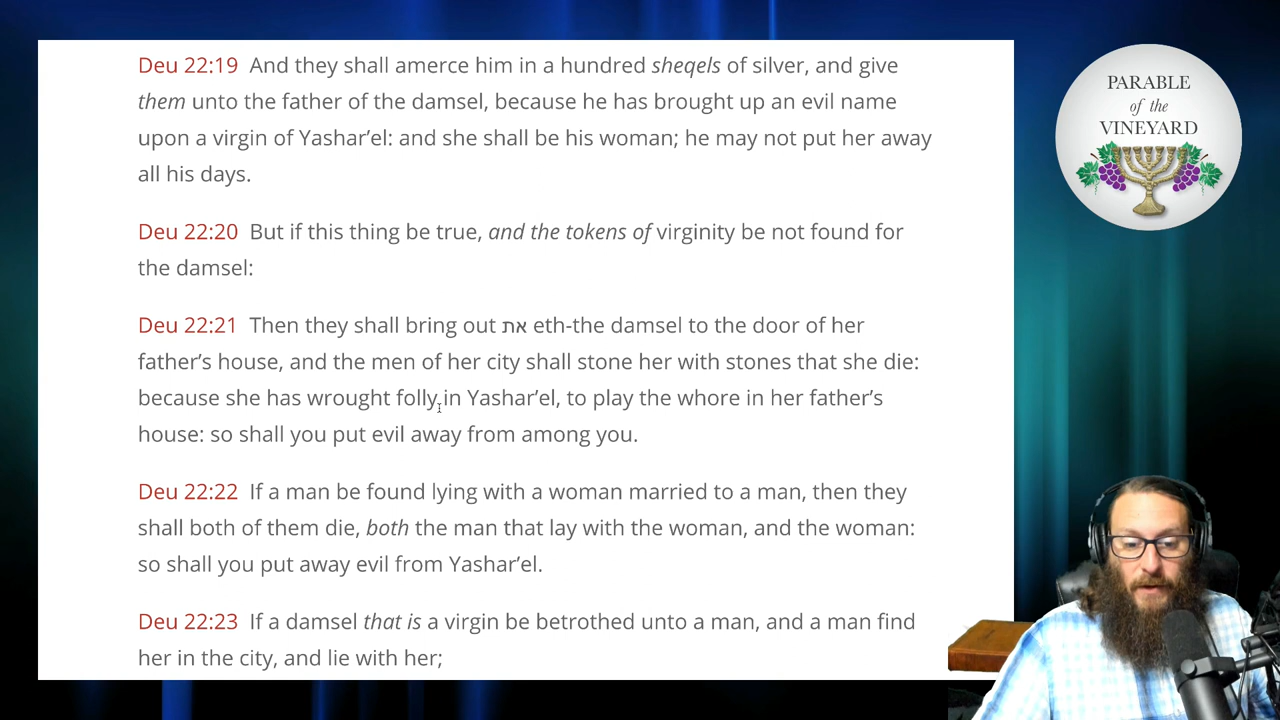 Deu 22:19 And they shall amerce him in a hundred sheqels of silver, and give
them unto the father of the damsel, because he has brought up an evil name
upon a virgin of Yashar’el: and she shall be his woman; he may not put her away
all his days.
Deu 22:20 But if this thing be true, and the tokens of virginity be not found for
the damsel:
Deu 22:21 Then they shall bring out את eth-the damsel to the door of her
father’s house, and the men of her city shall stone her with stones that she die:
because she has wrought folly in Yashar’el, to play the whore in her father’s
house: so shall you put evil away from among you.
Deu 22:22 If a man be found lying with a woman married to a man, then they
shall both of them die, both the man that lay with the woman, and the woman:
so shall you put away evil from Yashar’el.
Deu 22:23 If a damsel that is a virgin be betrothed unto a man, and a man find
her in the city, and lie with her;
PARABLE
of the
VINEYARD